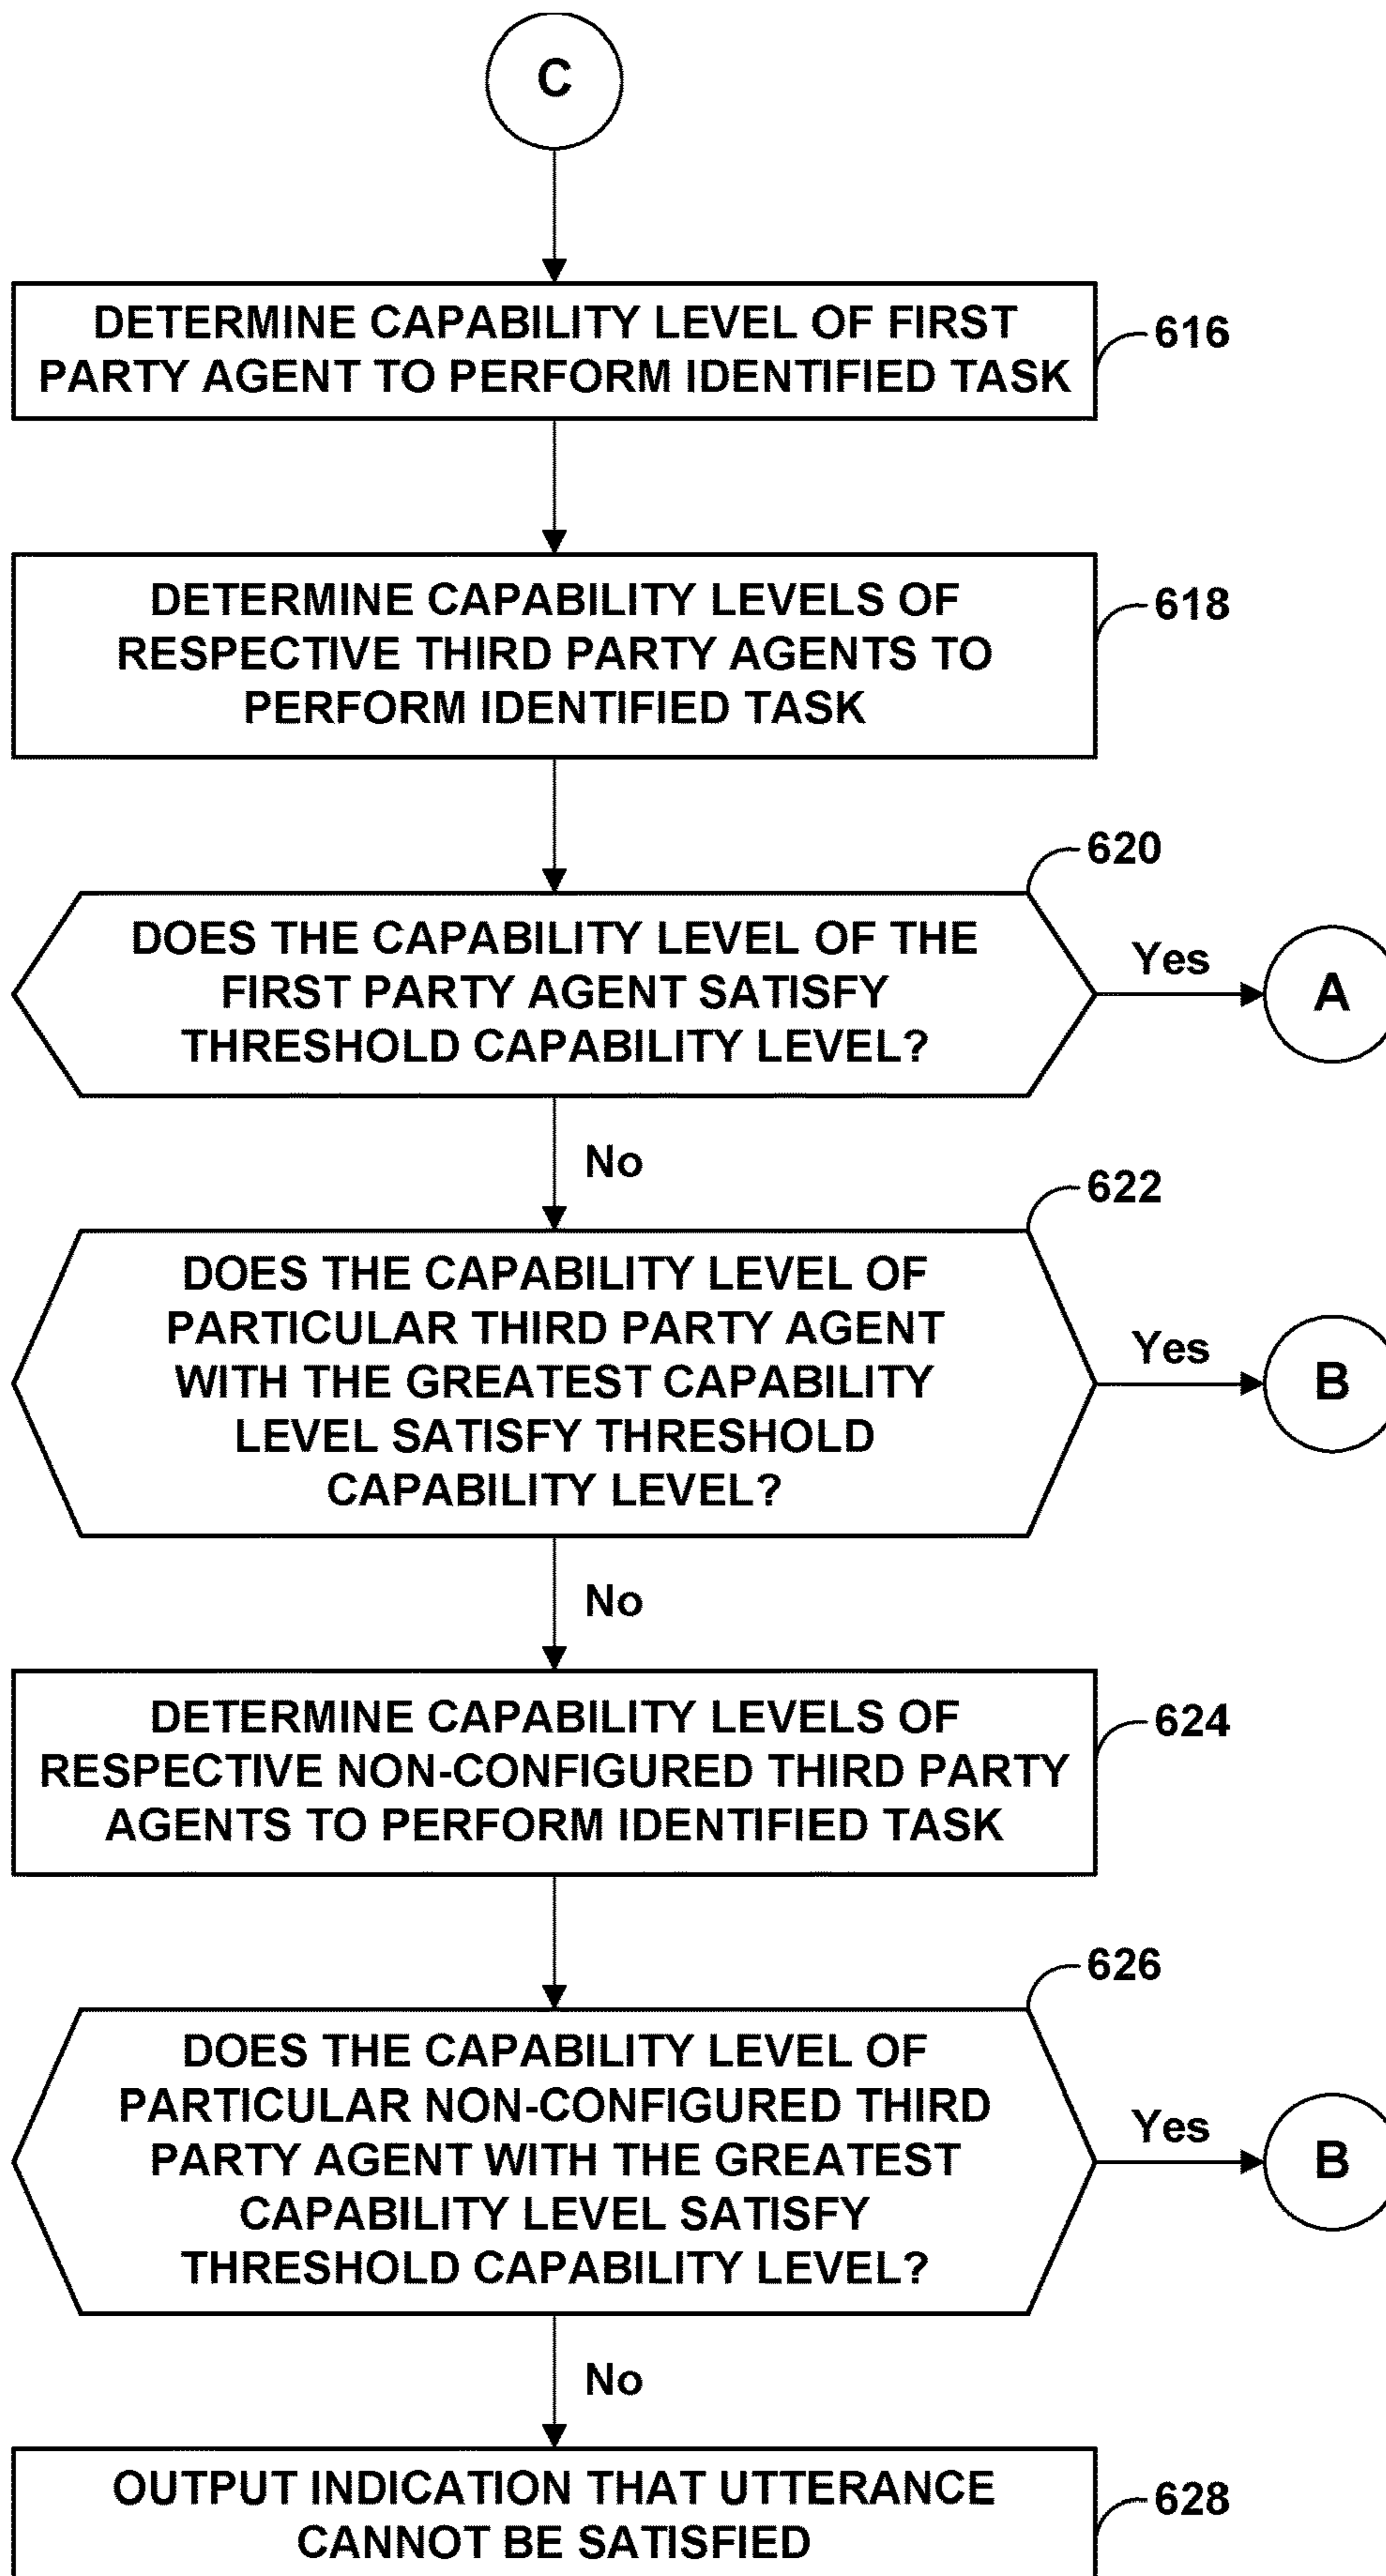 C
DETERMINE CAPABILITY LEVEL OF FIRST
PARTY AGENT TO PERFORM IDENTIFIED TASK
616
DETERMINE CAPABILITY LEVELS OF
RESPECTIVE THIRD PARTY AGENTS TO
PERFORM IDENTIFIED TASK
618
620
DOES THE CAPABILITY LEVEL OF THE
FIRST PARTY AGENT SATISFY
THRESHOLD CAPABILITY LEVEL?
Yes
A
No
622
DOES THE CAPABILITY LEVEL OF
PARTICULAR THIRD PARTY AGENT
WITH THE GREATEST CAPABILITY
LEVEL SATISFY THRESHOLD
CAPABILITY LEVEL?
Yes
B
No
DETERMINE CAPABILITY LEVELS OF
RESPECTIVE NON-CONFIGURED THIRD PARTY
AGENTS TO PERFORM IDENTIFIED TASK
624
626
DOES THE CAPABILITY LEVEL OF
PARTICULAR NON-CONFIGURED THIRD
PARTY AGENT WITH THE GREATEST
CAPABILITY LEVEL SATISFY
THRESHOLD CAPABILITY LEVEL?
Yes
B
No
OUTPUT INDICATION THAT UTTERANCE
CANNOT BE SATISFIED
628